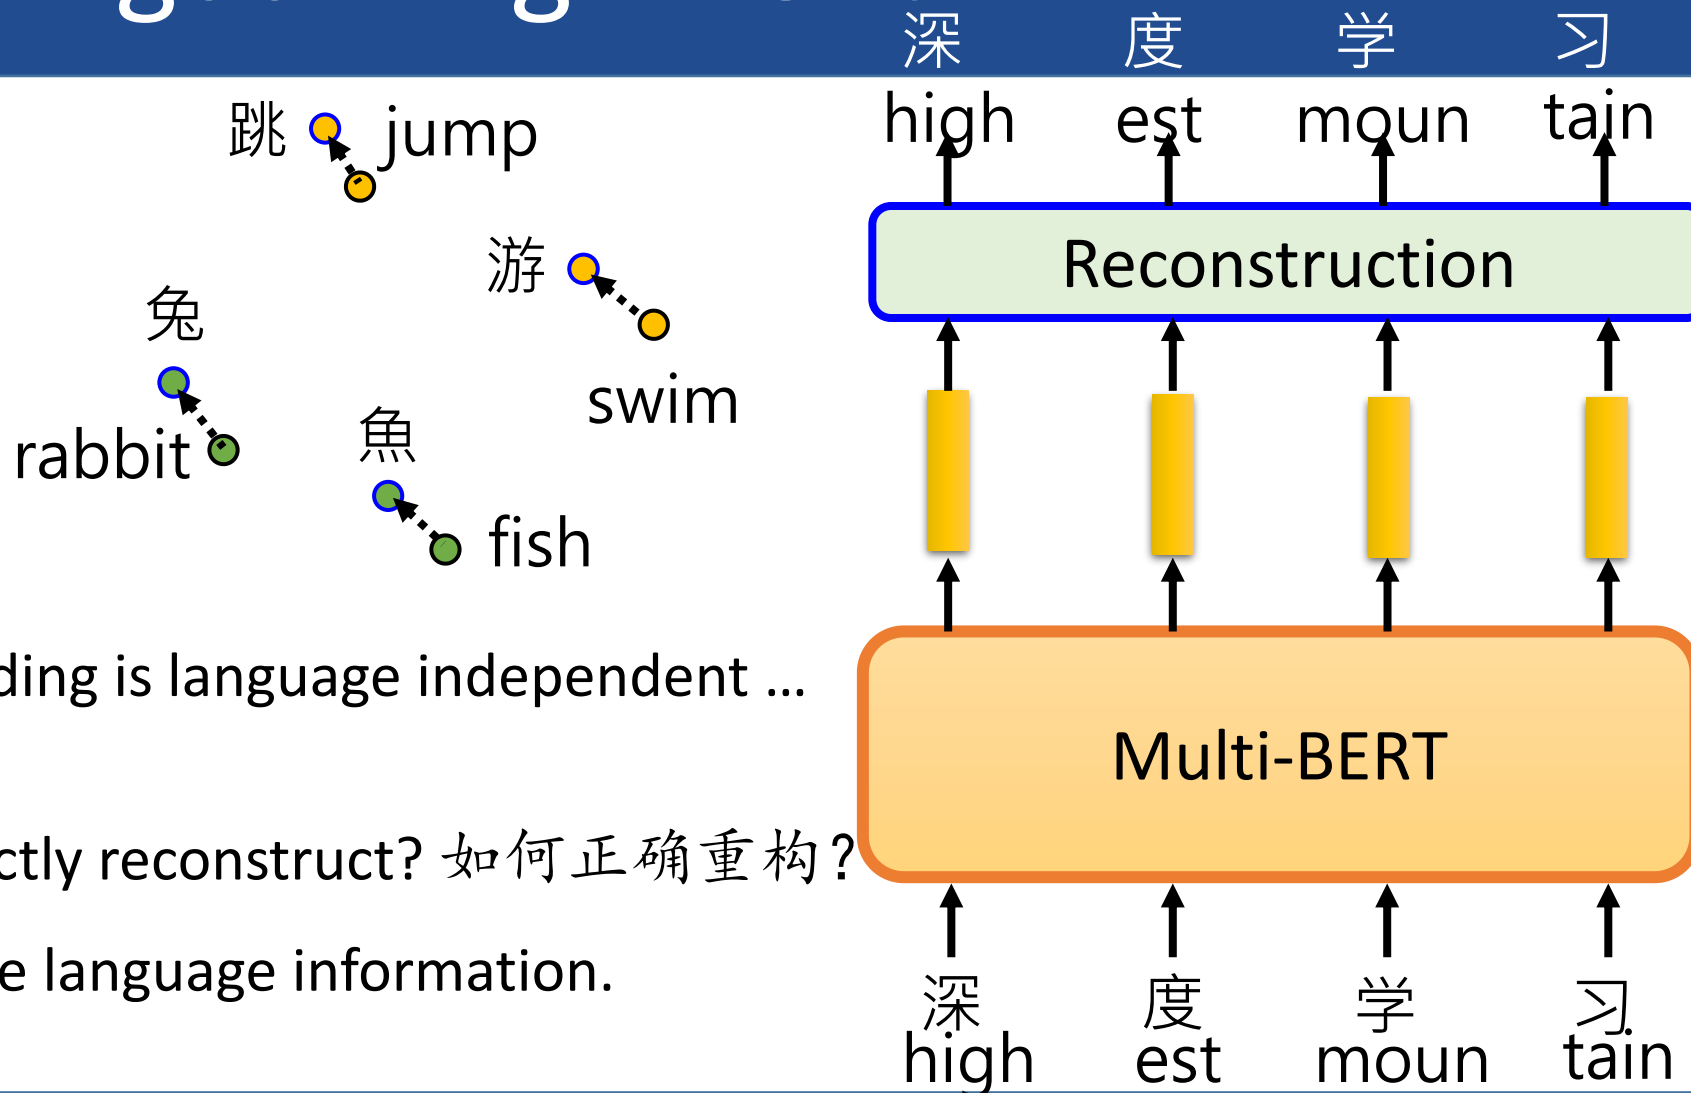 深 度 学 习
high est moun tain
跳 jump
游
swim
兔
rabbit
魚
fish
Reconstruction
Multi-BERT
is language independent ...
reconstruct? 如何正确重构?
language information.
深 度 学 习
high est moun tain